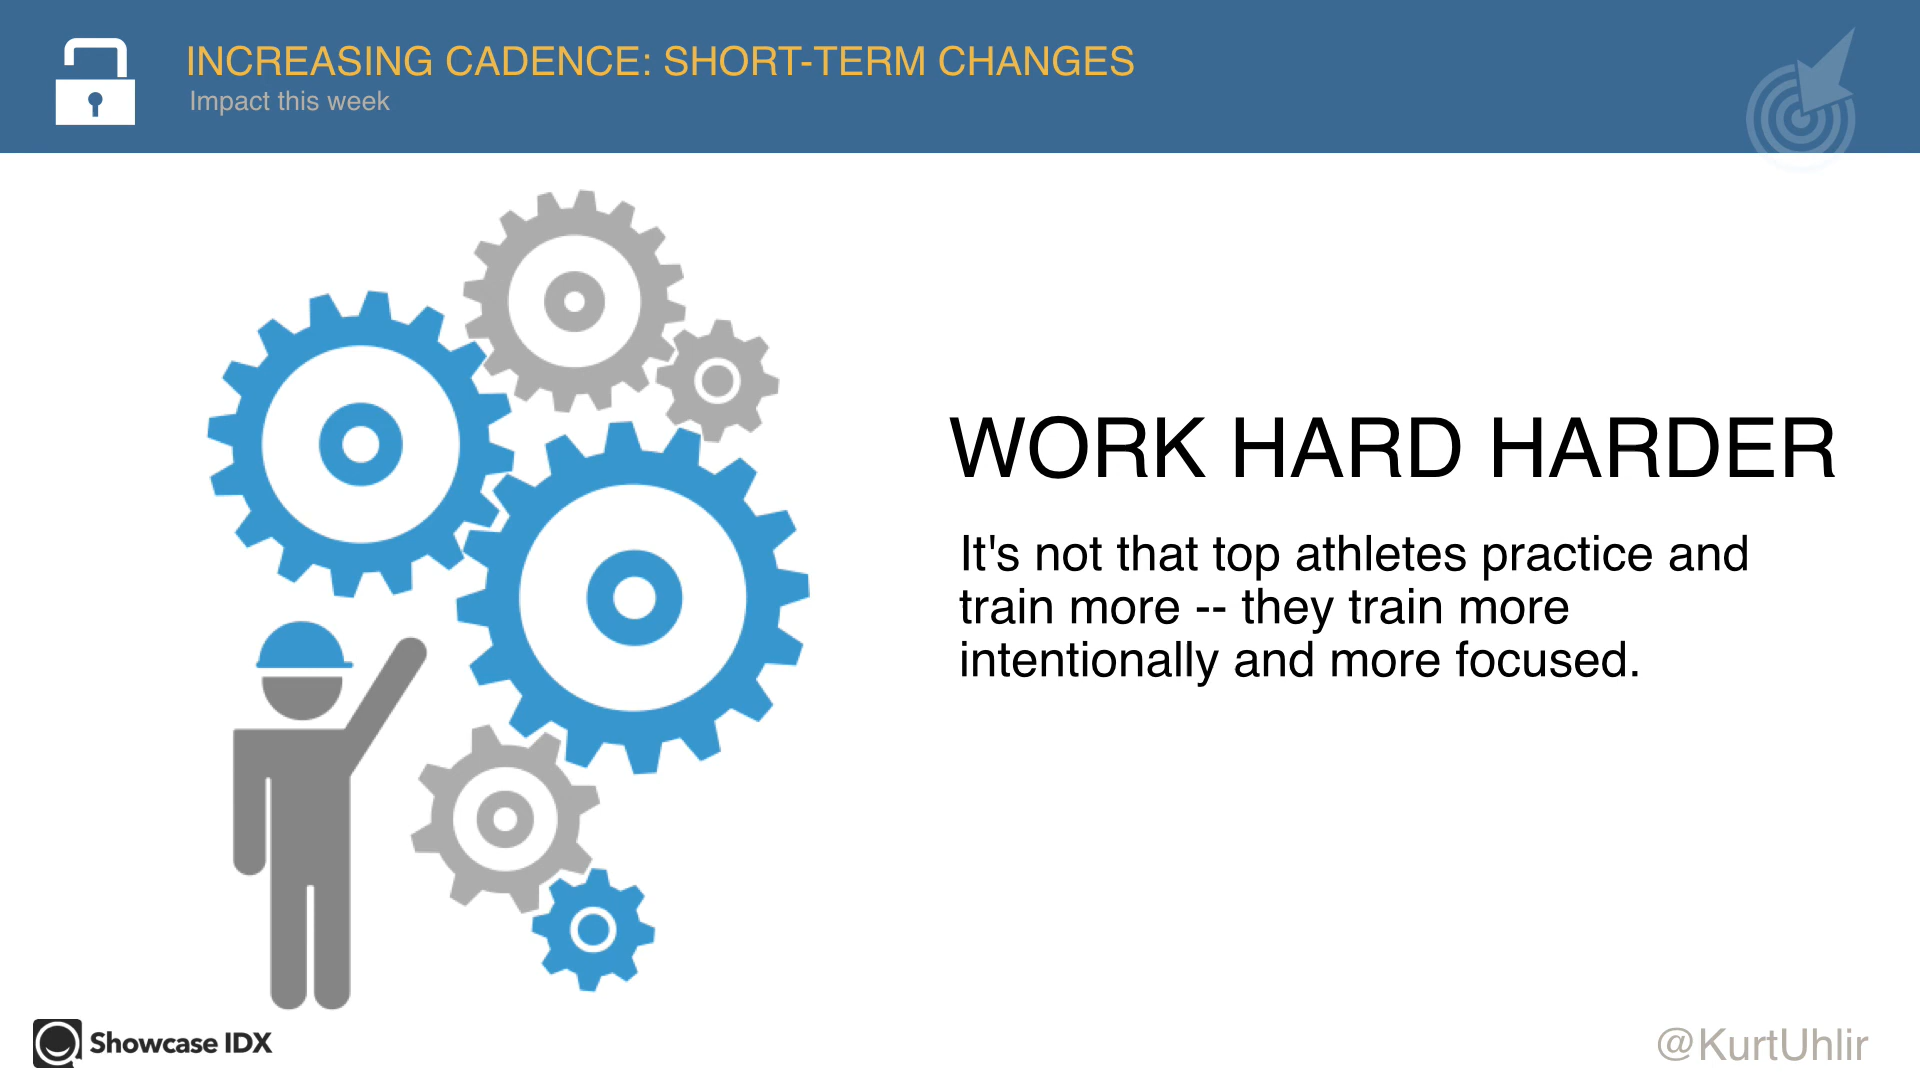 INCREASING CADENCE: SHORT-TERM CHANGES
Impact this week
WORK HARD HARDER
It's not that top athletes practice and
train more -- they train more
intentionally and more focused.
Showcase IDX
@KurtUhlir